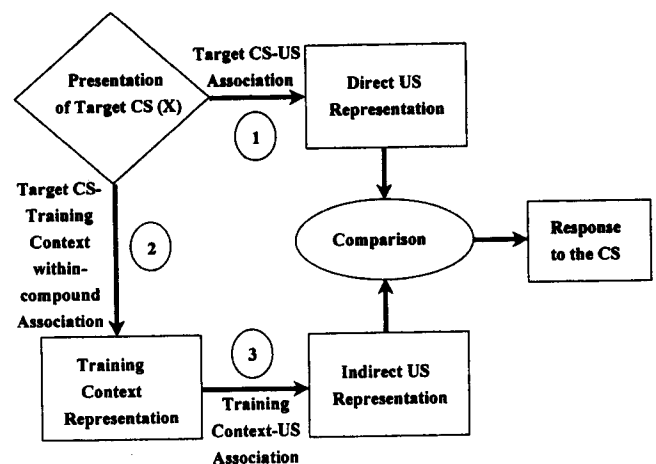 Presentation
of Target CS (X)
Target CS-US
Association
1
Direct US
Representation
Target CS-
Training
Context
within-
compound
Association
2
Comparison
Response
to the CS
Training
Context
Representation
3
Training
Context-US
Association
Indirect US
Representation